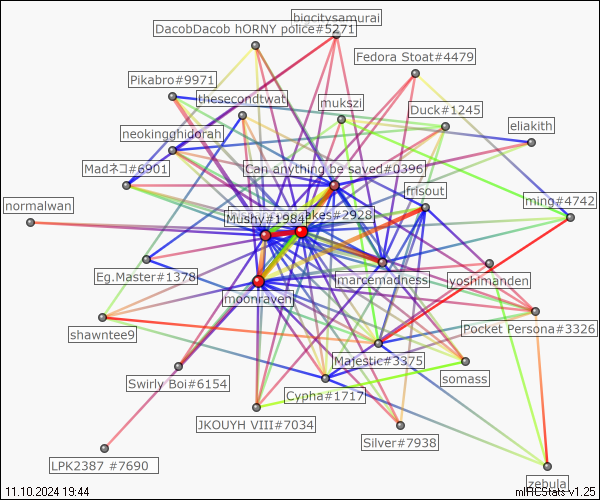 bigcitysamurai
DacobDacob hORNY police#5271
Fedora Stoat#4479
Pikabro#9971
thesecondtwat
mukszi
iDuck#1245
neokingghidorah
eliakith
Madネコ#6901
Can anything be saved#0396
frisout
ming#4742
normalwan
Mushy#1984
akes#2928
Eg.Master#1378
marcemadness
yoshimanden
moonraven
shawntee9
Pocket Persona#3326
Majestic#3375
Swirly Boi#6154
somass
Cypha#1717
JKOUYH VIII#7034
Silver#7938
LPK2387 #7690
zebula
11.10.2024 19:44
mIRCStats v1.25